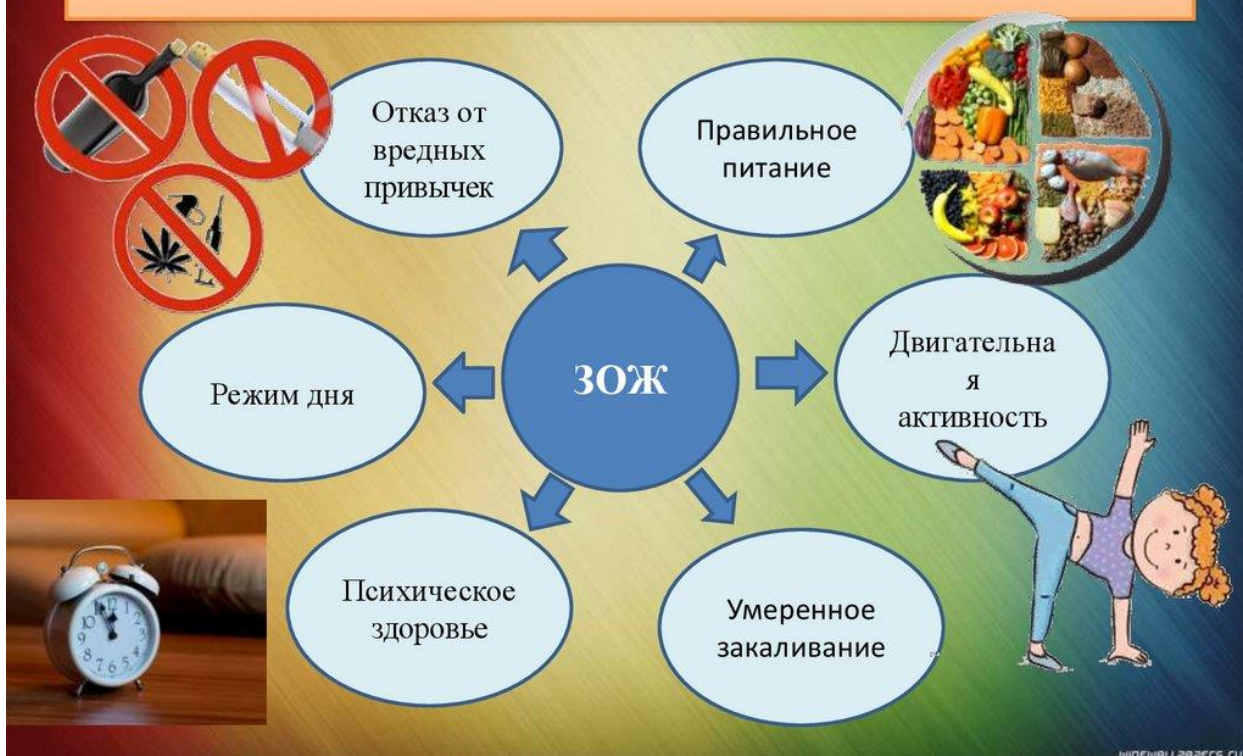 Отказ от
вредных
привычек
Правильное
питание
Режим дня
ЗОЖ
Двигательна
я
активность
Психическое
здоровье
Умеренное
закаливание